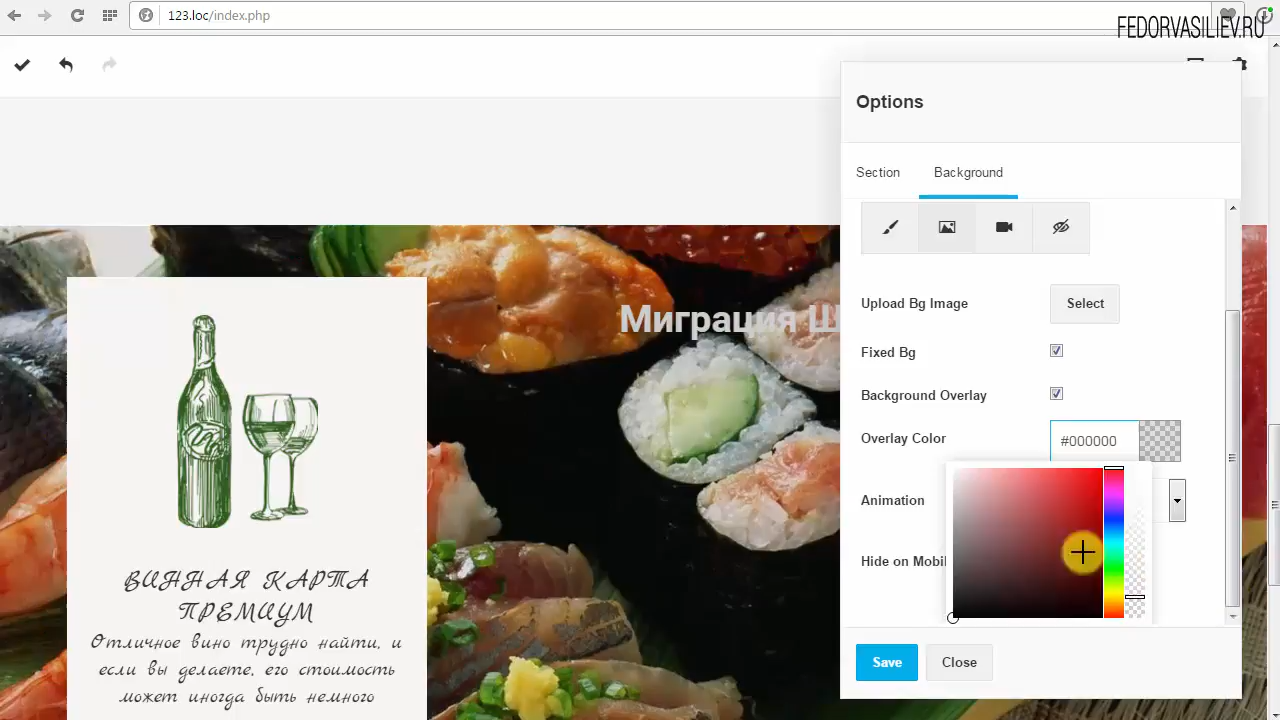 123.loc/index.php
FEDORVASILIEV.RU
Options
Section Background
Upload Bg Image Select
Fixed Bg
Background Overlay
Overlay Color #000000
Animation
Hide on Mobil
Save Close
Миграция Ш
ВИННАЯ КАРТА
ПРЕМИУМ
Отличное вино трудно найти, и
если вы делаете, его стоимость
может иногда быть немного